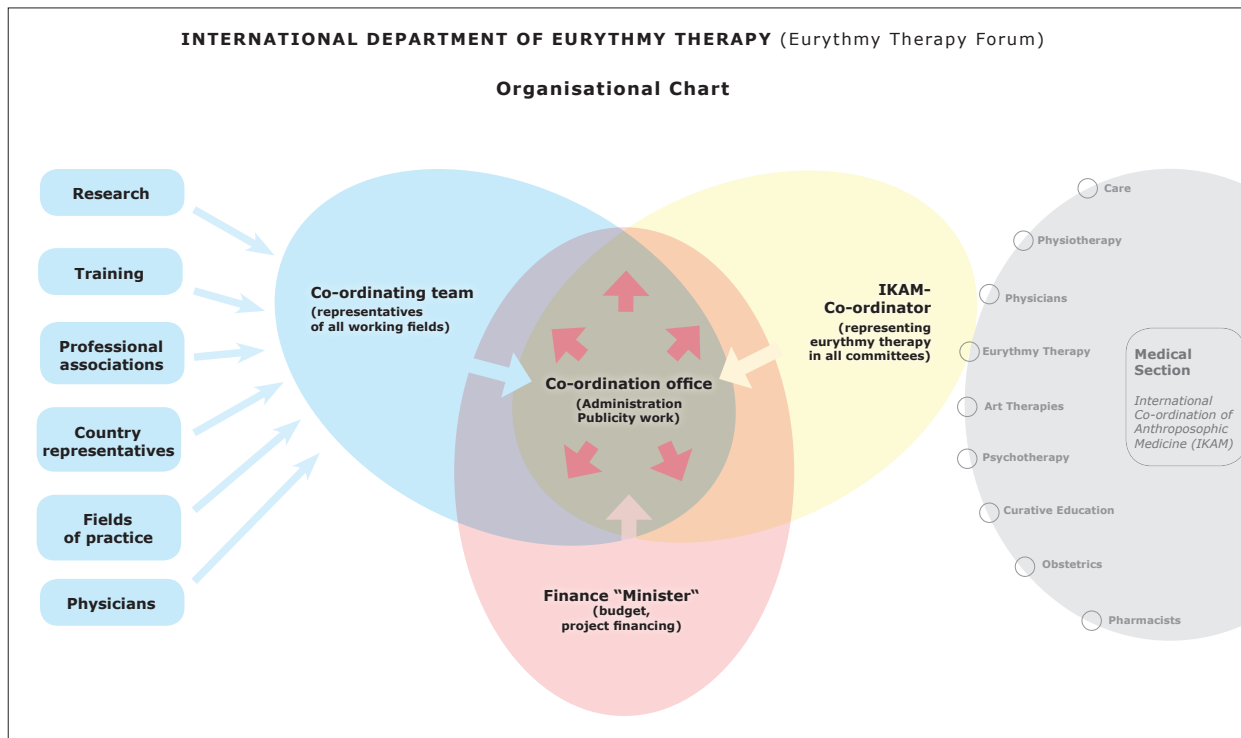 INTERNATIONAL DEPARTMENT OF EURYTHMY THERAPY (Eurythmy Therapy Forum)
Organisational Chart
Research
Training
Professional
associations
Country
representatives
Fields
of practice
Physicians
Co-ordinating team
(representatives
of all working fields)
IKAM-
Co-ordinator
(representing
eurythmy therapy
in all committees)
Co-ordination office
(Administration
Publicity work)
Finance "Minister"
(budget,
project financing)
Care
Physiotherapy
Physicians
Eurythmy Therapy
Art Therapies
Psychotherapy
Curative Education
Obstetrics
Pharmacists
Medical
Section
International
Co-ordination of
Anthroposophic
Medicine (IKAM)